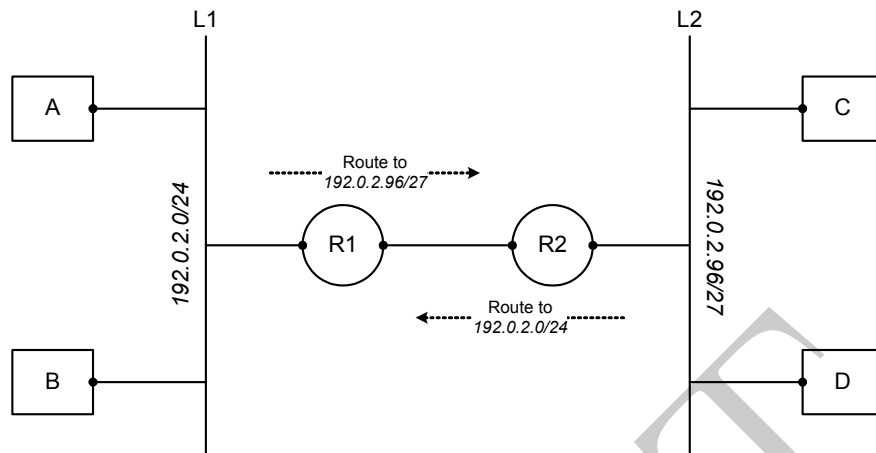 L1
L2
A
C
Route to
192.0.2.96/27
192.0.2.0/24
R1
R2
192.0.2.96/27
Route to
192.0.2.0/24
B
D
T